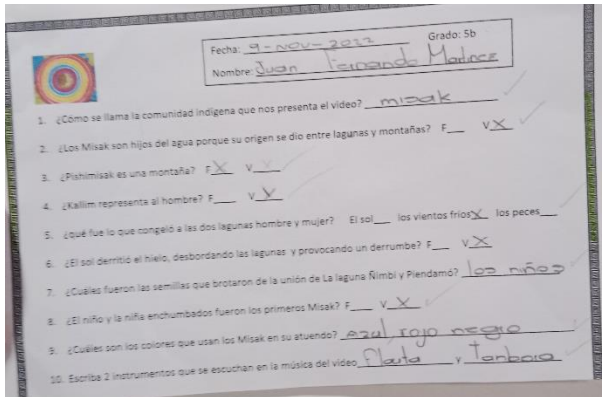 Fecha: 9-NOV-2022 Grado: 5b
Nombre: Juan Fernando Martinez
1. ¿Cómo se llama la comunidad indígena que nos presenta el video? misak
2. ¿Los Misak son hijos del agua porque su origen se dio entre lagunas y montañas? F___ V X
3. ¿Pishimisak es una montaña? F X V___
4. ¿Kallim representa al hombre? F___ V X
5. ¿qué fue lo que congeló a las dos lagunas hombre y mujer? El sol___ los vientos fríos X los peces___
6. ¿El sol derritió el hielo, desbordando las lagunas y provocando un derrumbe? F___ V X
7. ¿Cuáles fueron las semillas que brotaron de la unión de La laguna Ñimbi y Piendamó? los niños
8. ¿El niño y la niña enchumbados fueron los primeros Misak? F___ V X
9. ¿Cuáles son los colores que usan los Misak en su atuendo? azul rojo negro
10. Escriba 2 instrumentos que se escuchan en la música del video flauta y tanbora